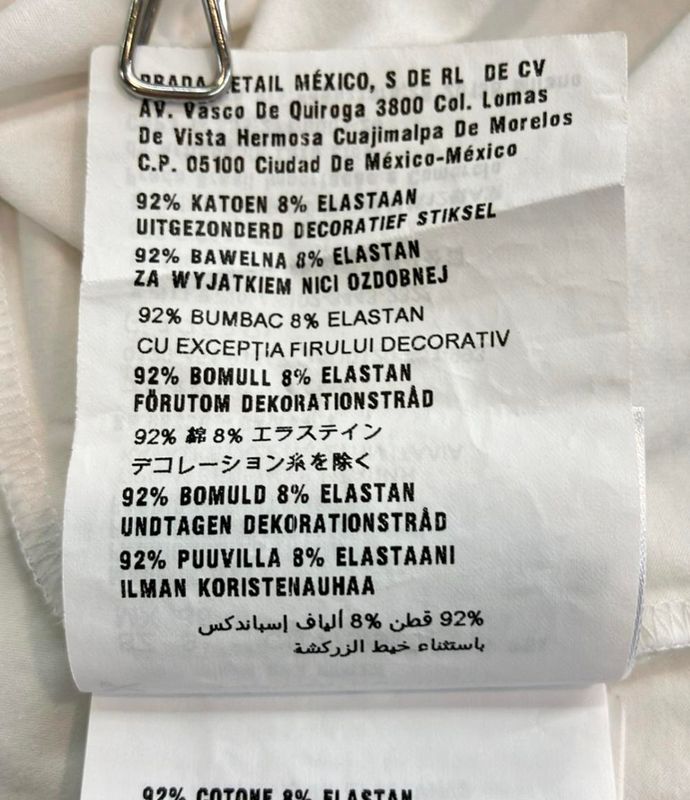 PRADA RETAIL MÉXICO, S DE RL DE CV
AV. Vasco De Quiroga 3800 Col. Lomas
De Vista Hermosa Cuajimalpa De Morelos
C.P. 05100 Ciudad De México-México
92% KATOEN 8% ELASTAAN
UITGEZONDERD DECORATIEF STIKSEL
92% BAWELNA 8% ELASTAN
ZA WYJATKIEM NICI OZDOBNEJ
92% BUMBAC 8% ELASTAN
CU EXCEPŢIA FIRULUI DECORATIV
92% BOMULL 8% ELASTAN
FÖRUTOM DEKORATIONSTRÅD
92% 綿 8% エラステイン
デコレーション糸を除く
92% BOMULD 8% ELASTAN
UNDTAGEN DEKORATIONSTRÅD
92% PUUVILLA 8% ELASTAANI
ILMAN KORISTENAUHAA
92% قطن 8% ألياف إسباندكس
باستثناء خيط الزركشة
92% COTONE 8% ELASTAN